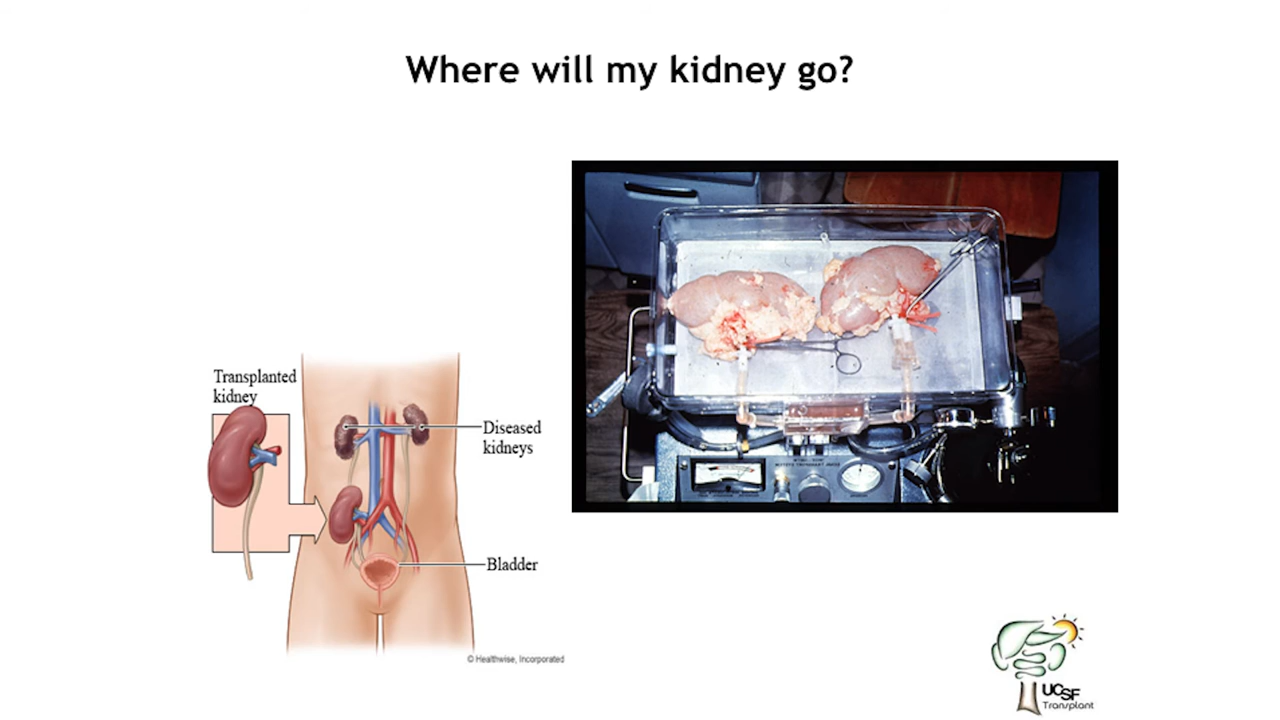 Where will my kidney go?
Transplanted
kidney
Diseased
kidneys
Bladder
© Healthwise, Incorporated
UCSF
Transplant